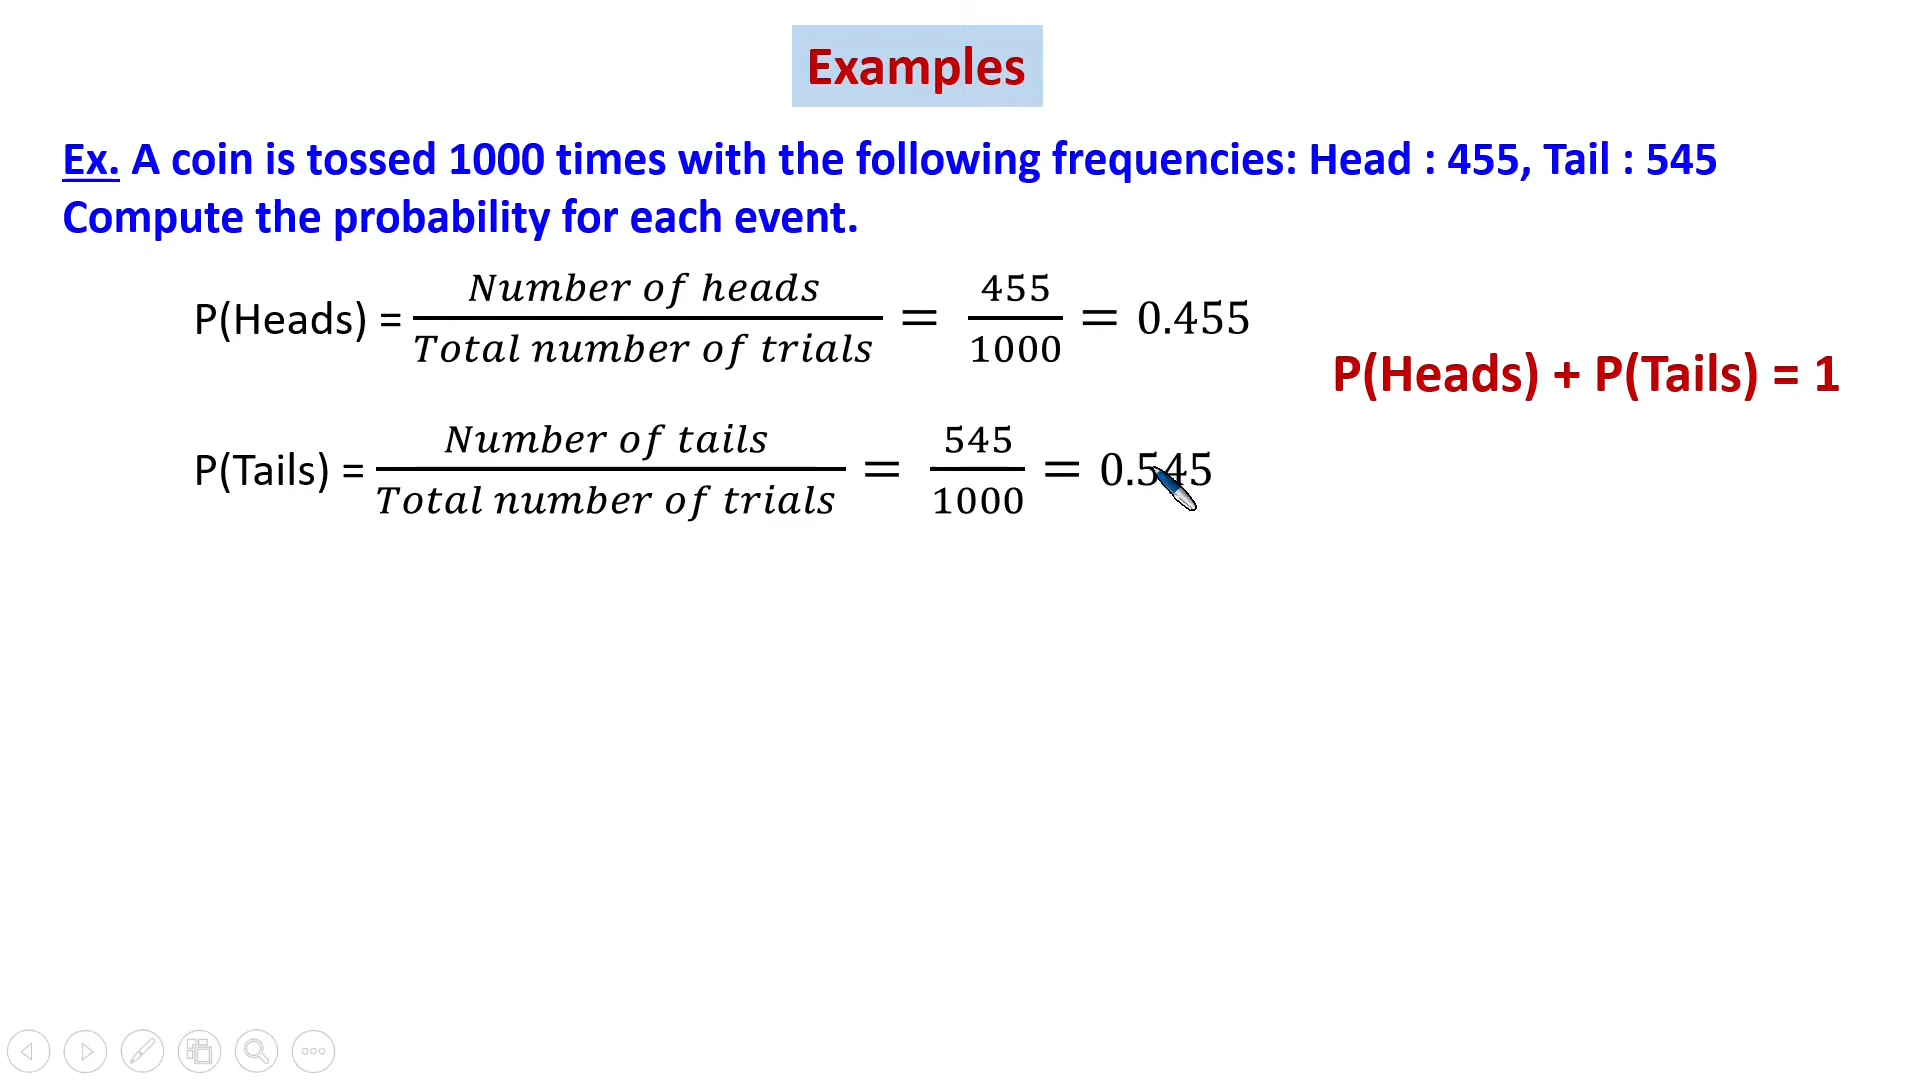 Examples
Ex. A coin is tossed 1000 times with the following frequencies: Head : 455, Tail : 545
Compute the probability for each event.
P(Heads) = Number of heads / Total number of trials = 455 / 1000 = 0.455
P(Heads) + P(Tails) = 1
P(Tails) = Number of tails / Total number of trials = 545 / 1000 = 0.545